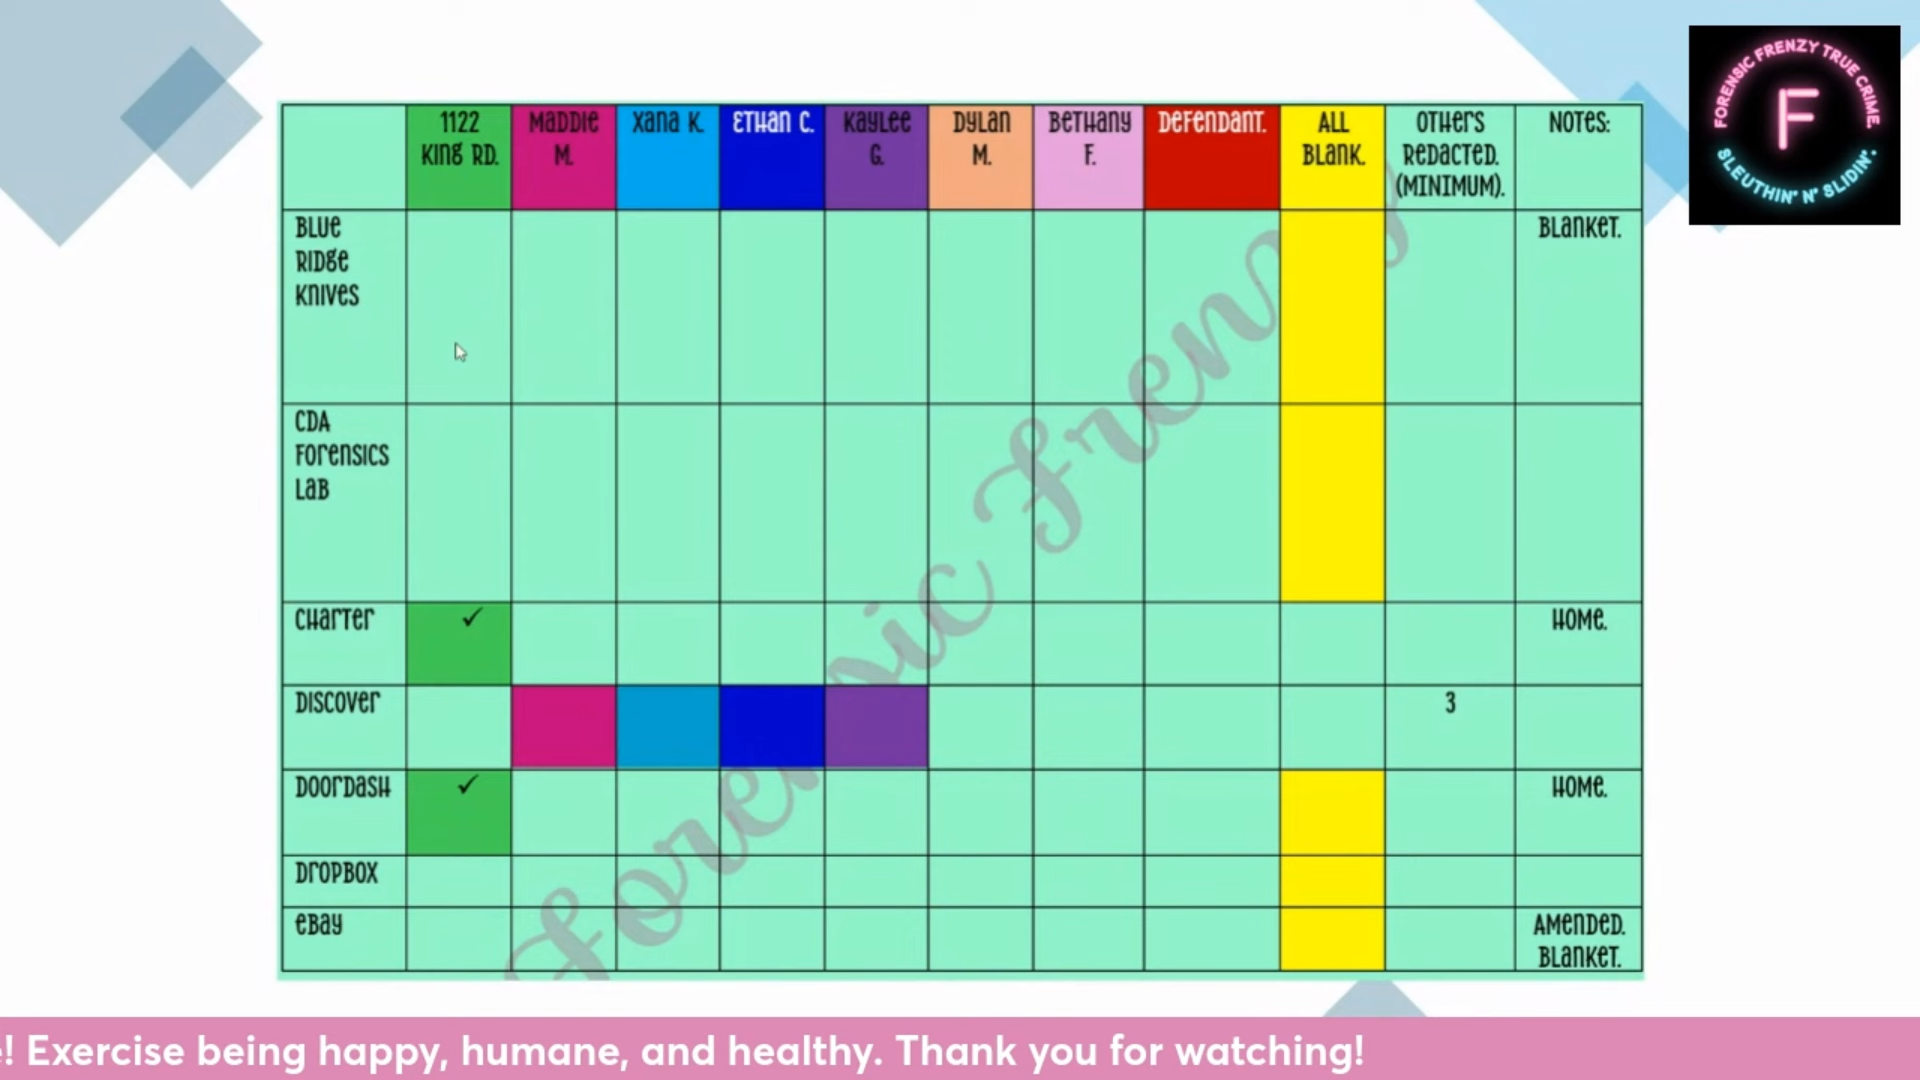 FORENSIC FRENZY TRUE CRIME.
F
SLEUTHIN' N' SLIDIN'.
1122 King Rd.
Maddie M.
Xana K.
Ethan C.
Kaylee G.
Dylan M.
Bethany F.
Defendant.
All Blank.
Others Redacted. (Minimum).
Notes:
Blue Ridge Knives
Blanket.
CDA Forensics Lab
Charter
✓
Home.
Discover
3
DoorDash
✓
Home.
Dropbox
eBay
Amended. Blanket.
Forensic Frenzy
e! Exercise being happy, humane, and healthy. Thank you for watching!